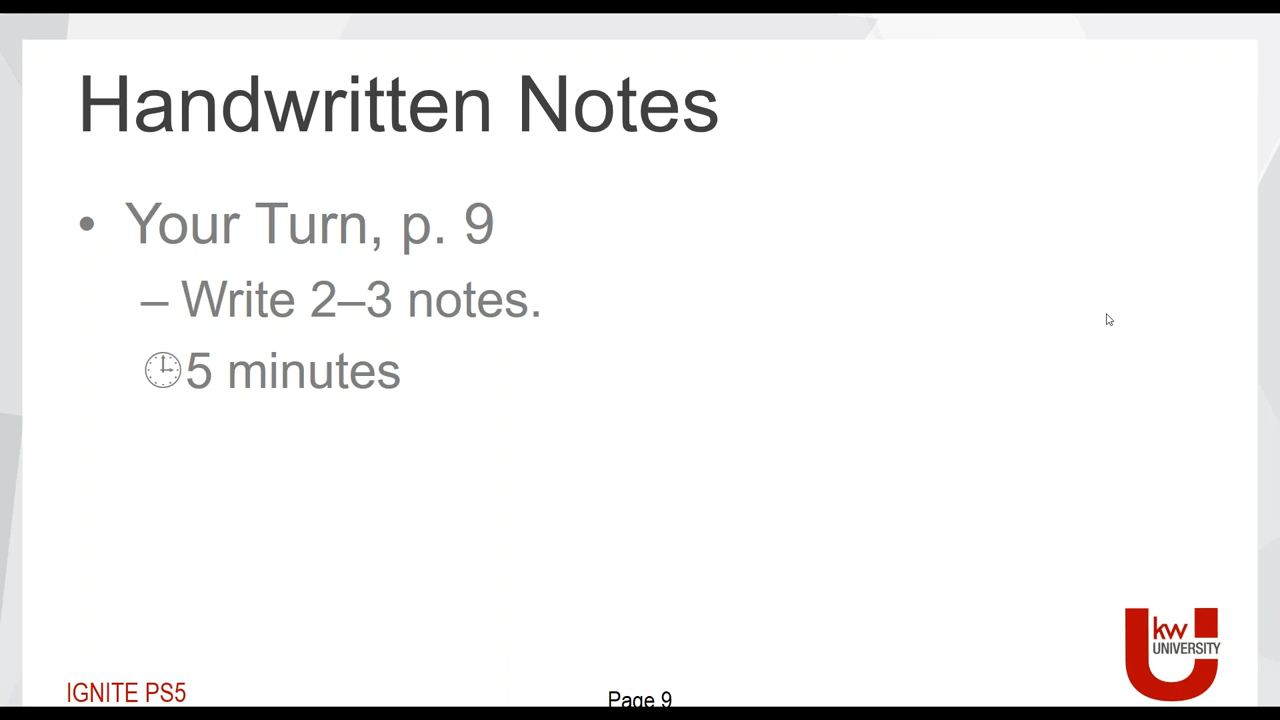 Handwritten Notes
• Your Turn, p. 9
– Write 2–3 notes.
5 minutes
kw
UNIVERSITY
IGNITE PS5
Page 9